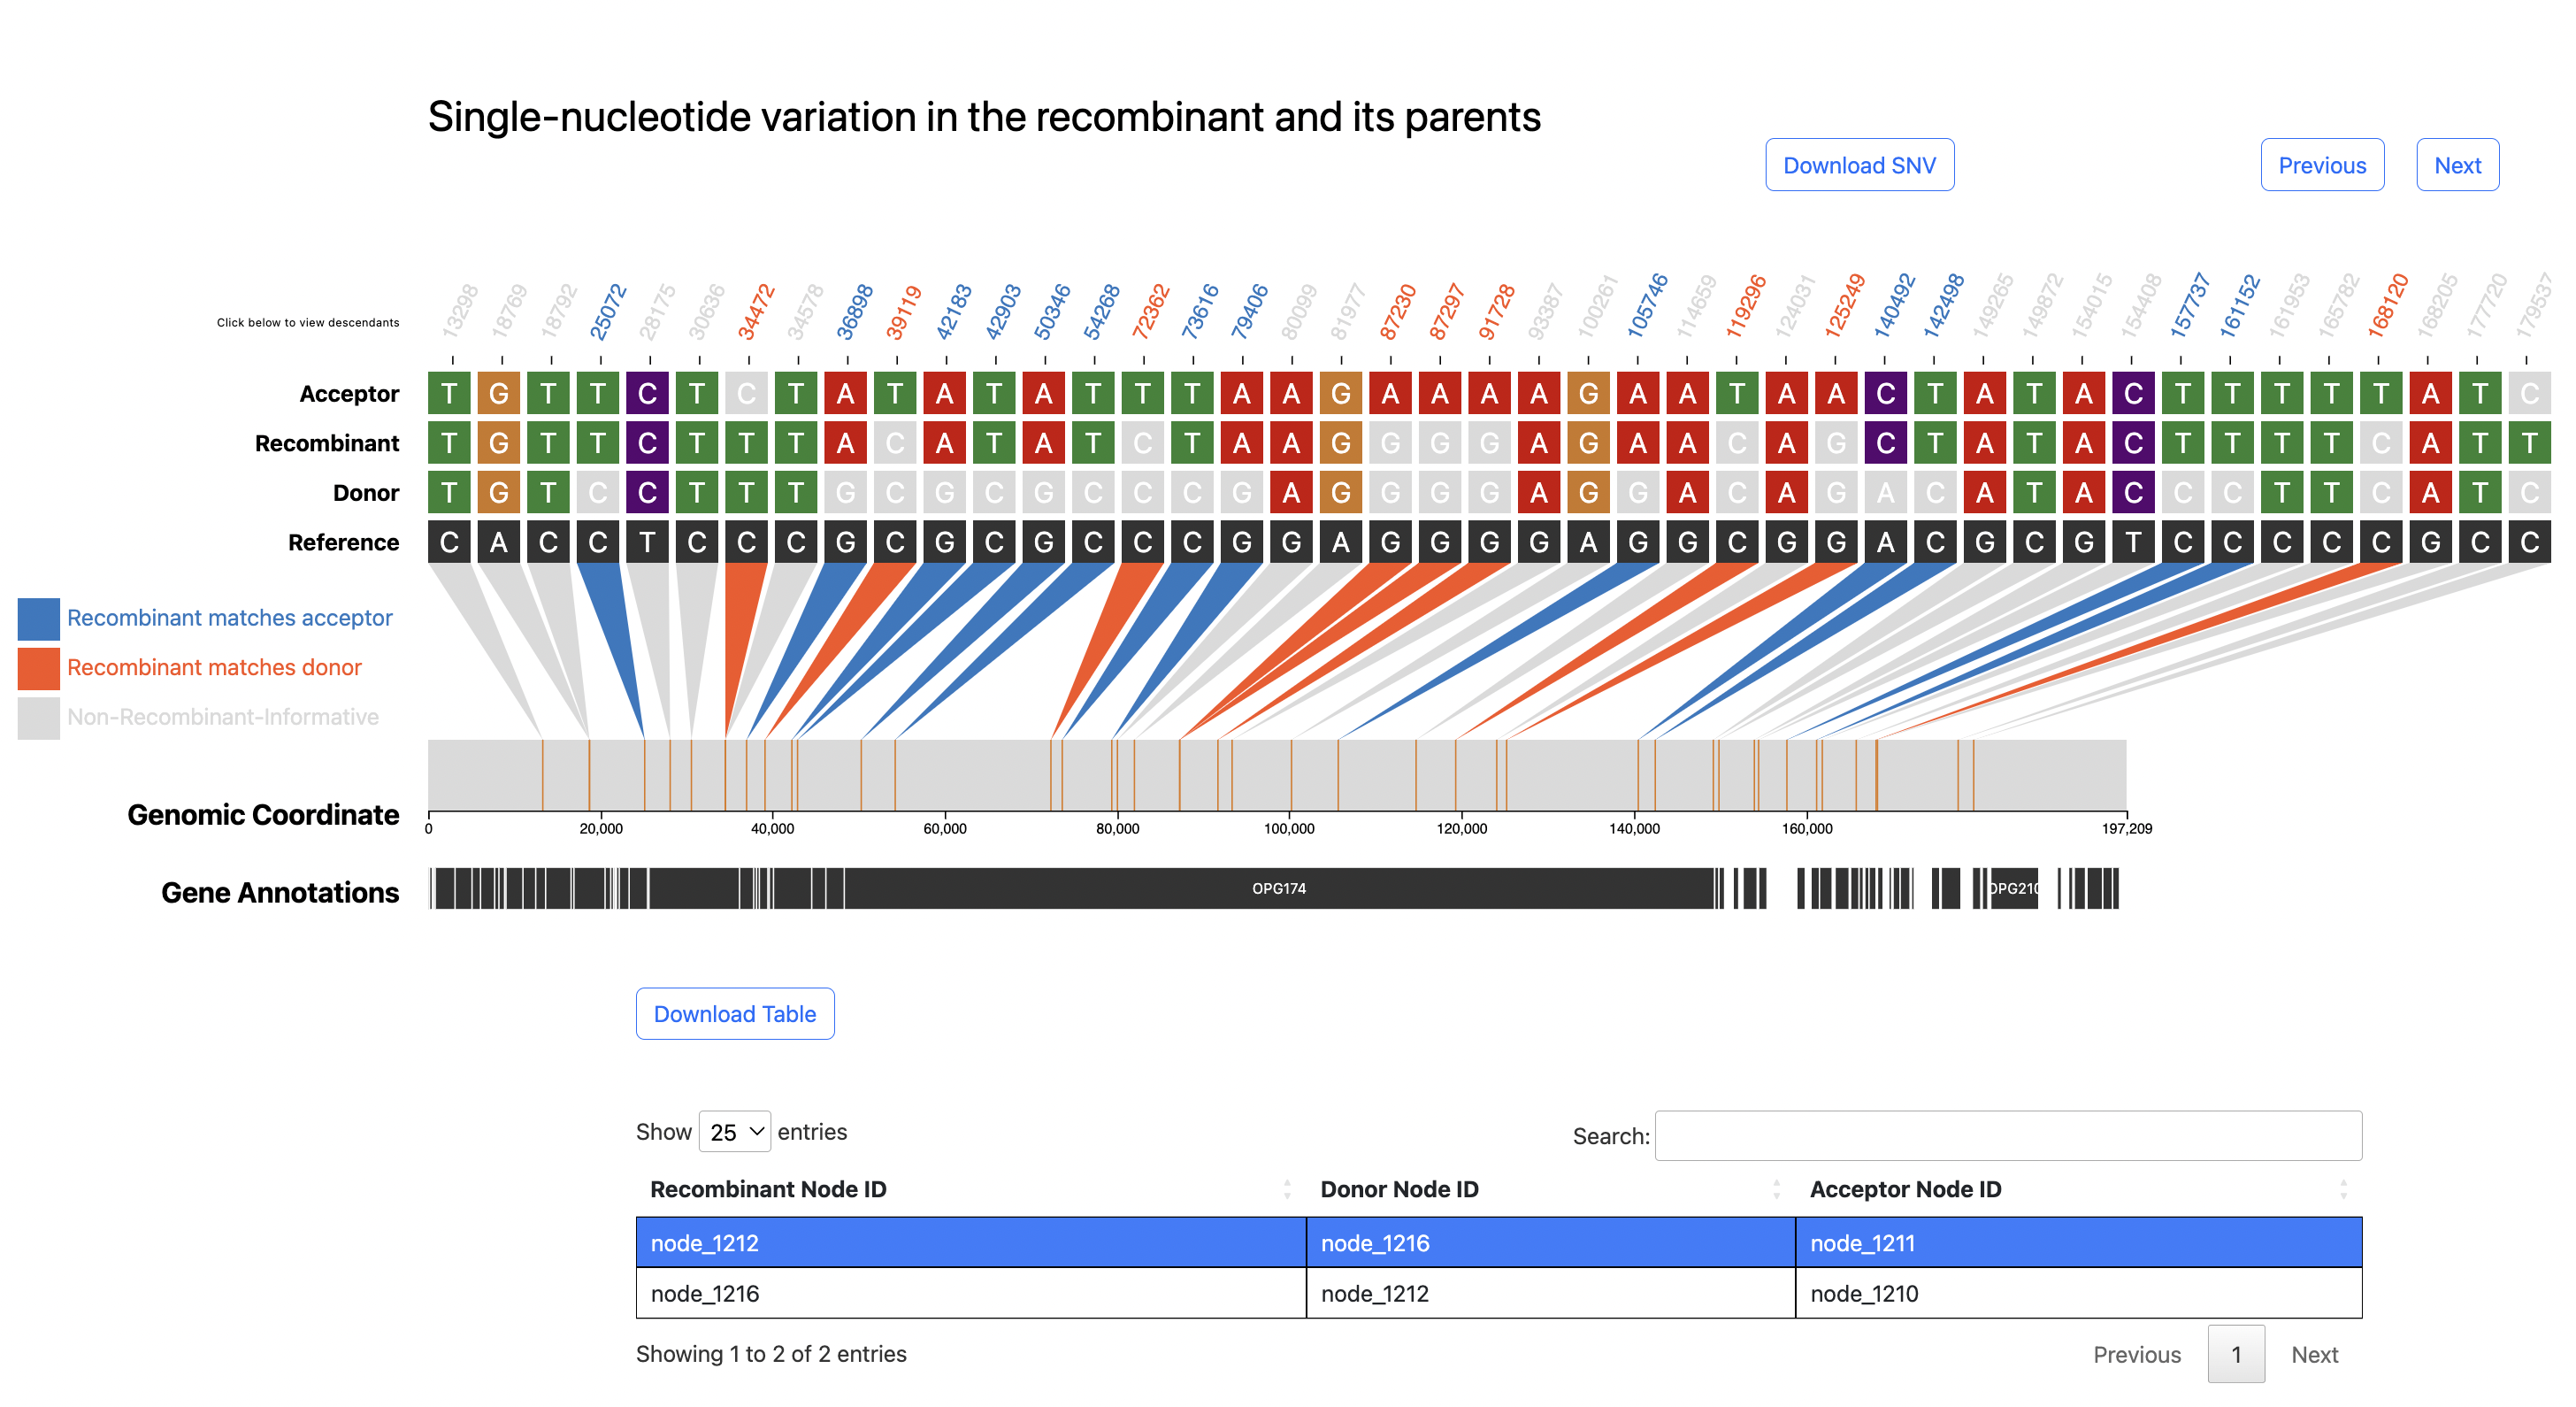 Single-nucleotide variation in the recombinant and its parents
Download SNV Previous Next
Click below to view descendants 13298 18769 18792 25072 28175 30636 34472 34578 36898 39119 42183 42903 50346 54268 72362 73616 79406 80099 81977 87230 87297 91728 93387 100261 105746 114659 119296 124031 125249 140492 142498 149265 149872 154015 154408 157737 161152 161953 165782 168120 168205 177720 179537
Acceptor T G T T C T C T A T A T A T T T A A G A A A A G A A T A A C T A T A C T T T T T A T C
Recombinant T G T T C T T T A C A T A T C T A A G G G G A G A A C A G C T A T A C T T T T C A T T
Donor T G T C C T T T G C G C G C C C G A G G G G A G G A C A G A C A T A C C C T T C A T C
Reference C A C C T C C C G C G C G C C C G G A G G G G A G G C G G A C G C G T C C C C C G C C
Recombinant matches acceptor
Recombinant matches donor
Non-Recombinant-Informative
Genomic Coordinate
0 20,000 40,000 60,000 80,000 100,000 120,000 140,000 160,000 197,209
Gene Annotations OPG174 OPG210
Download Table
Show 25 entries Search:
Recombinant Node ID Donor Node ID Acceptor Node ID
node_1212 node_1216 node_1211
node_1216 node_1212 node_1210
Showing 1 to 2 of 2 entries Previous 1 Next